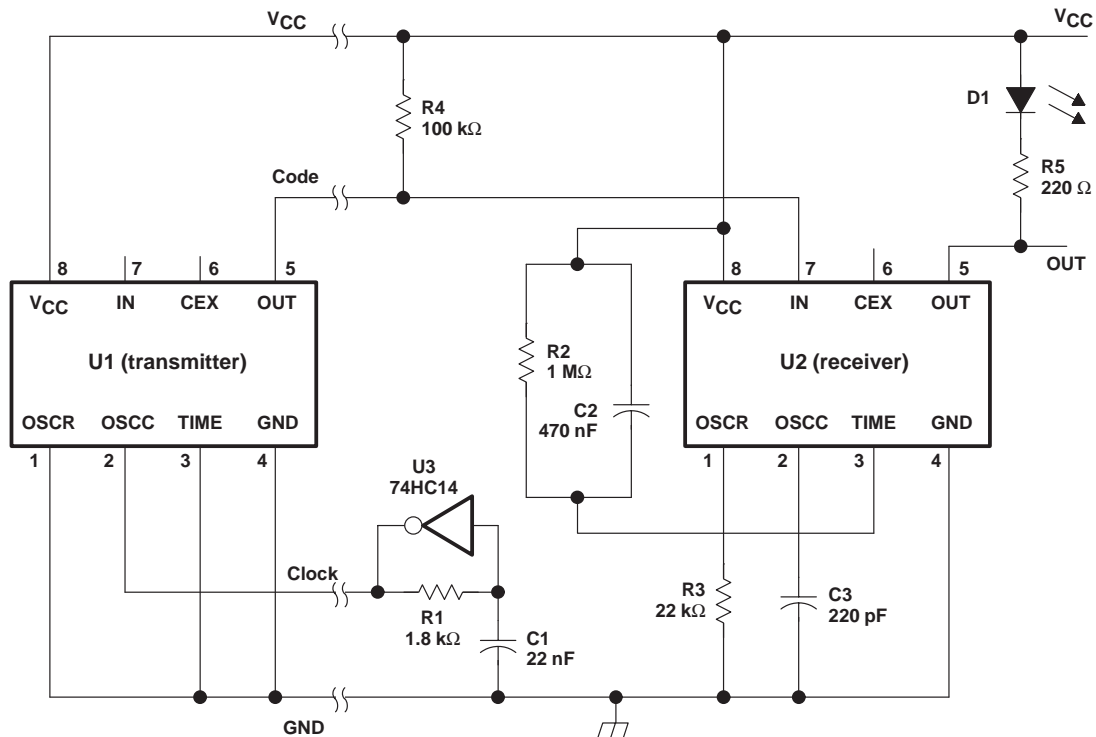 VCC
VCC
R4
100 kΩ
D1
R5
220 Ω
Code
OUT
8 7 6 5
VCC IN CEX OUT
U1 (transmitter)
OSCR OSCC TIME GND
1 2 3 4
R2
1 MΩ
C2
470 nF
8 7 6 5
VCC IN CEX OUT
U2 (receiver)
OSCR OSCC TIME GND
1 2 3 4
U3
74HC14
Clock
R1
1.8 kΩ
C1
22 nF
R3
22 kΩ
C3
220 pF
GND